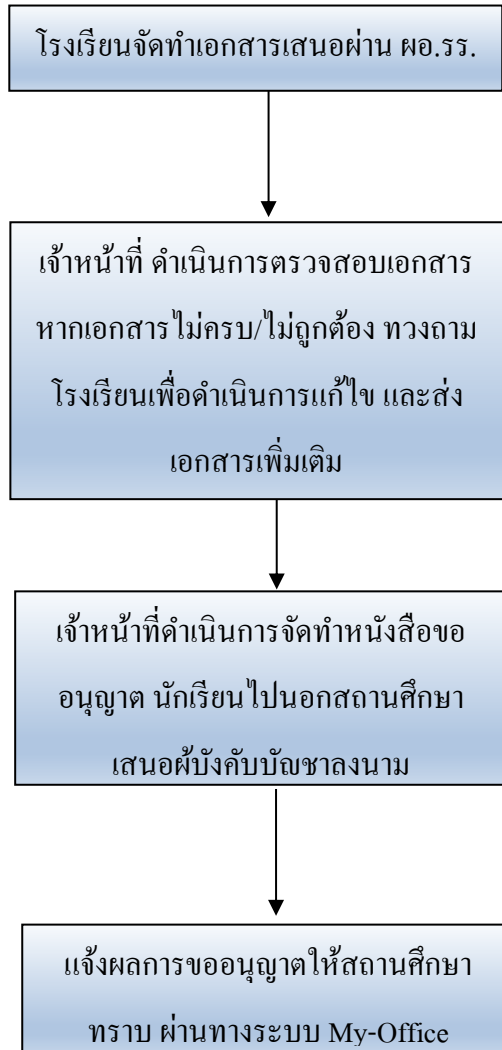 โรงเรียนจัดทำเอกสารเสนอผ่าน ผอ.รร.
เจ้าหน้าที่ ดำเนินการตรวจสอบเอกสาร
หากเอกสารไม่ครบ/ไม่ถูกต้อง ทวงถาม
โรงเรียนเพื่อดำเนินการแก้ไข และส่ง
เอกสารเพิ่มเติม
เจ้าหน้าที่ดำเนินการจัดทำหนังสือขอ
อนุญาต นักเรียนไปนอกสถานศึกษา
เสนอผู้บังคับบัญชาลงนาม
แจ้งผลการขออนุญาตให้สถานศึกษา
ทราบ ผ่านทางระบบ My-Office